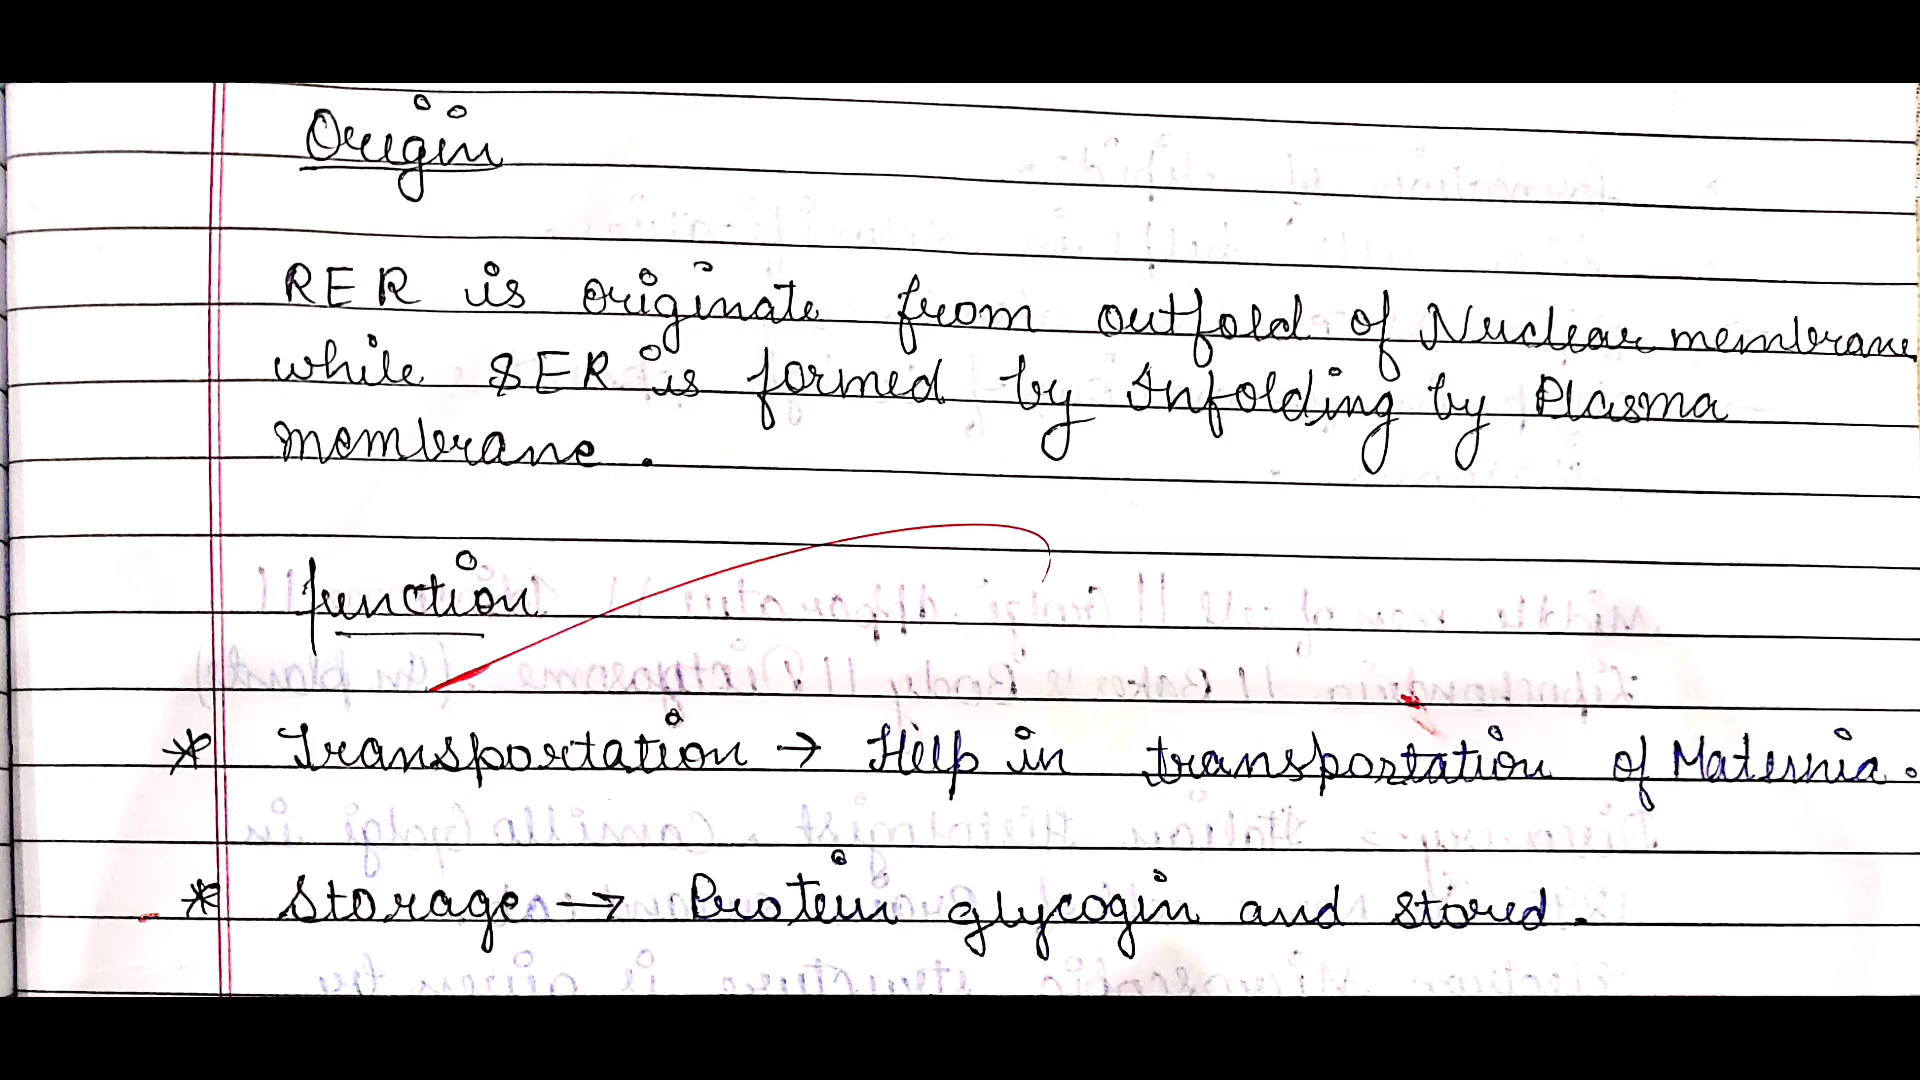 Origin
RER is originate from outfold of Nuclear membrane
while SER is formed by Infolding by Plasma
membrane.
function
* Transportation → Help in transportation of Maternia.
* Storage → Protein glycogin and stored.